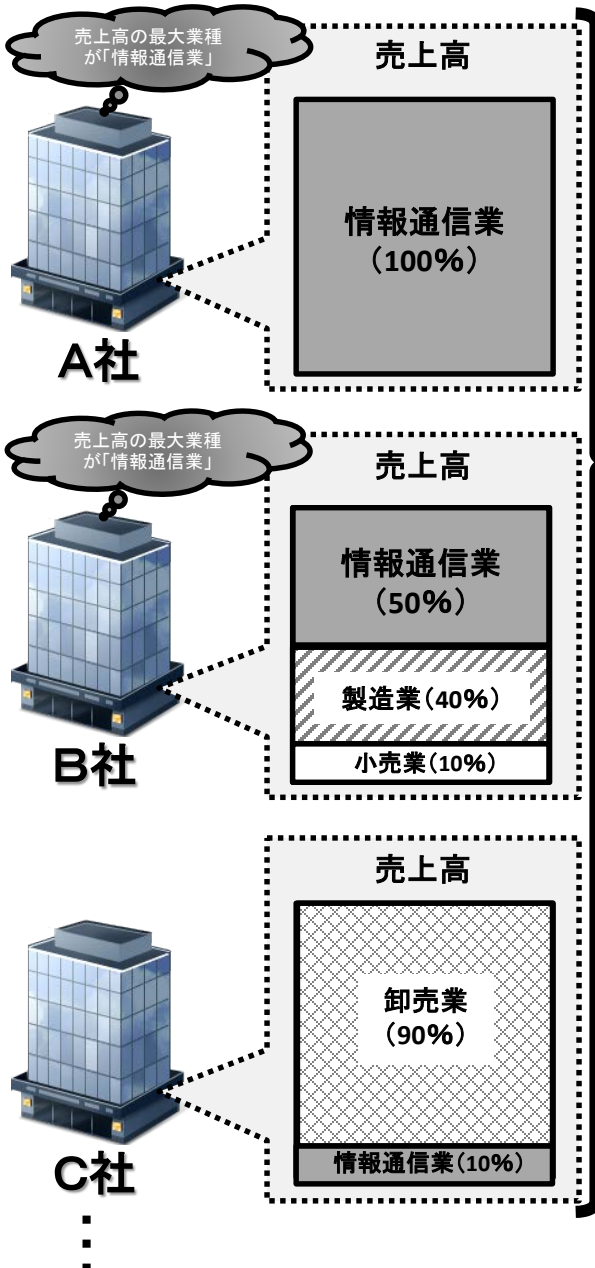 売上高の最大業種
が「情報通信業」
売上高
情報通信業
（100%）
A社
売上高の最大業種
が「情報通信業」
売上高
情報通信業
（50%）
製造業（40%）
小売業（10%）
B社
売上高
卸売業
（90%）
情報通信業（10%）
C社